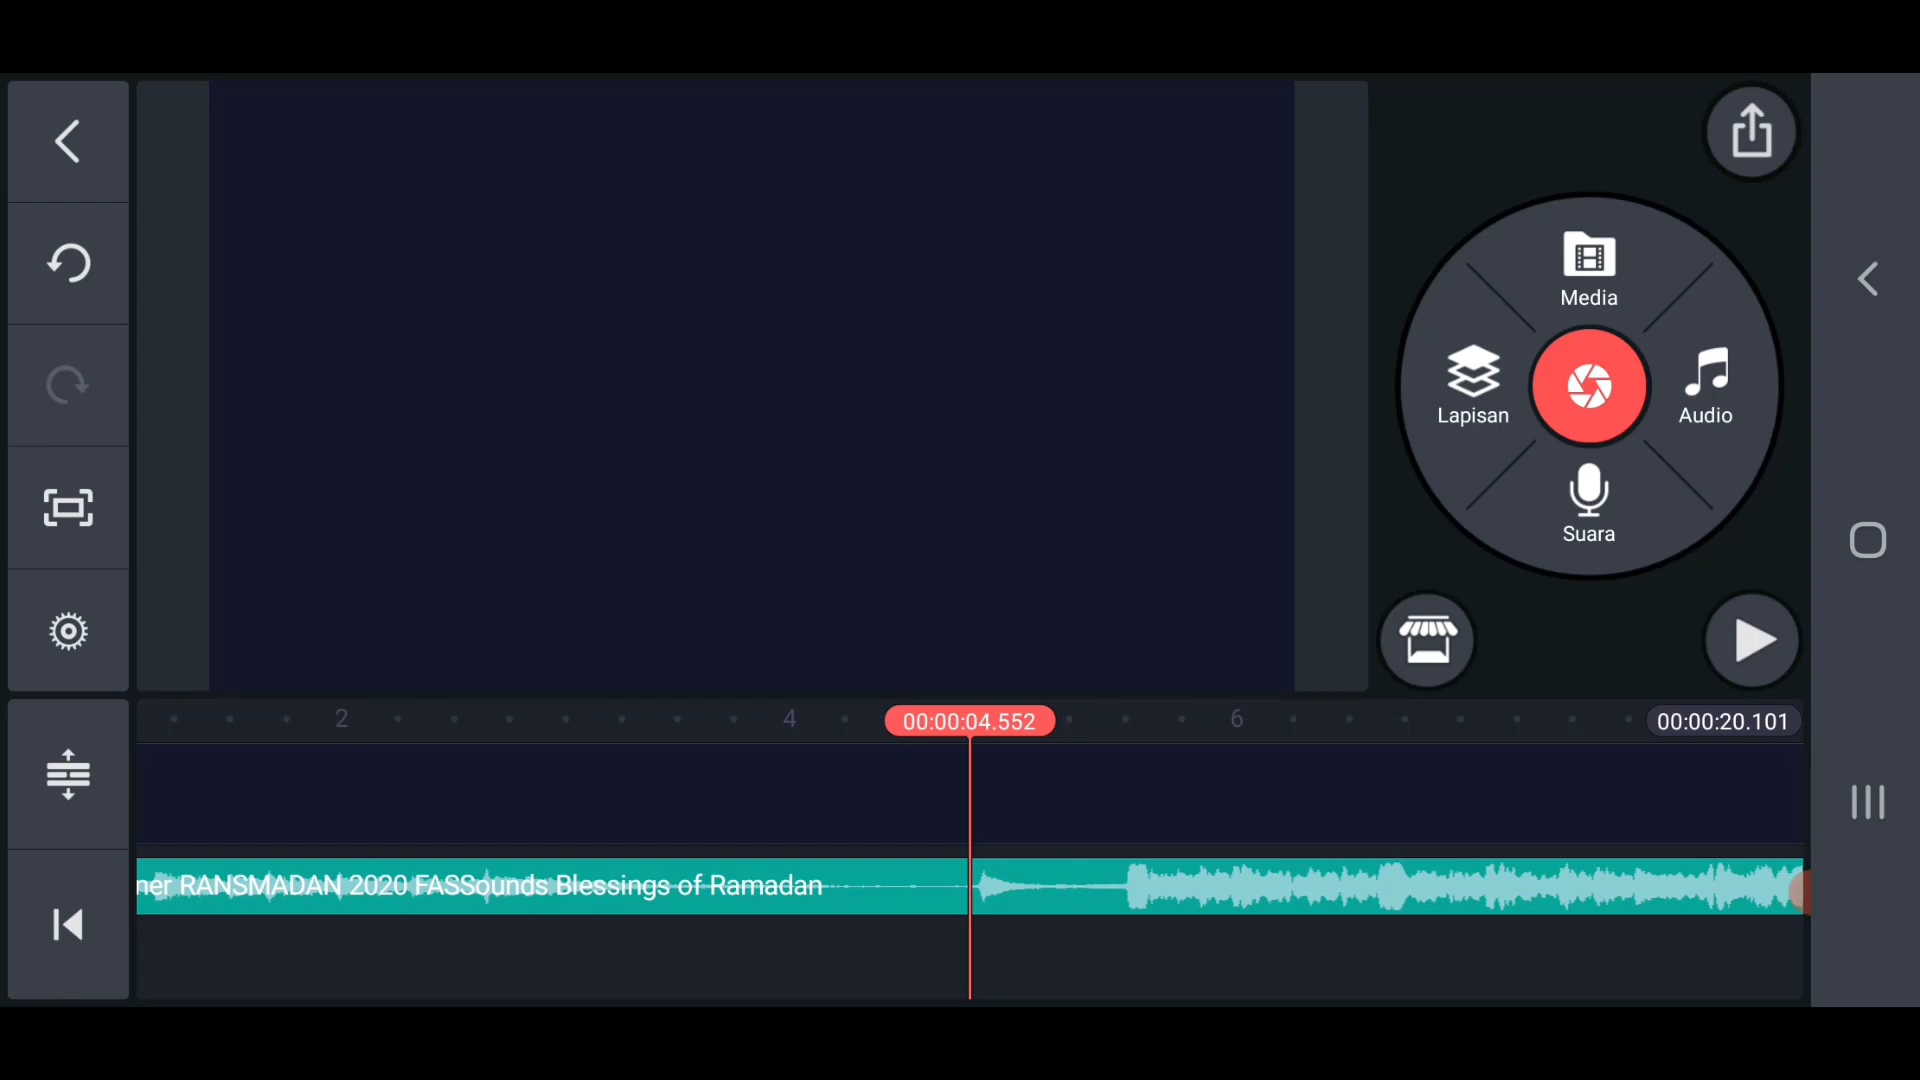 Media
Lapisan
Audio
Suara
2
4
00:00:04.552
6
00:00:20.101
ner RANSMADAN 2020 FASSounds Blessings of Ramadan